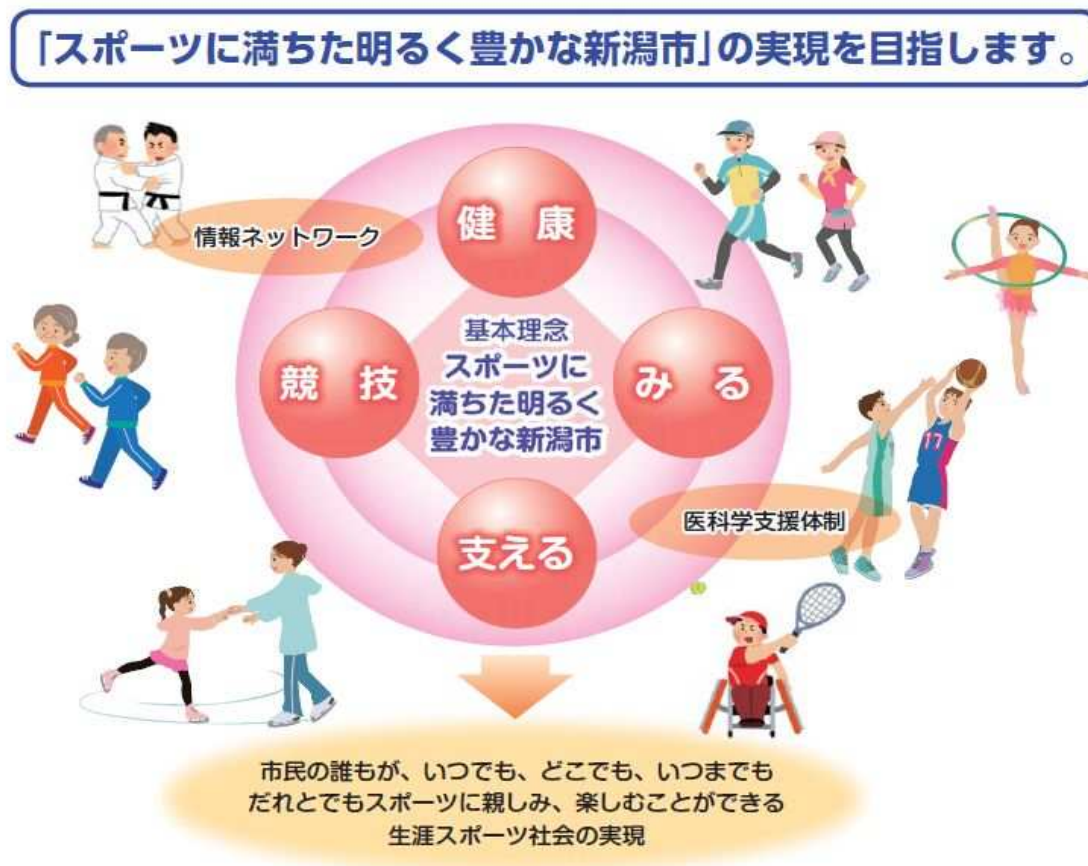 「スポーツに満ちた明るく豊かな新潟市」の実現を目指します。
健 康
情報ネットワーク
競 技
基本理念
スポーツに
満ちた明るく
豊かな新潟市
み る
17
医科学支援体制
支える
市民の誰もが、いつでも、どこでも、いつまでも
だれとでもスポーツに親しみ、楽しむことができる
生涯スポーツ社会の実現